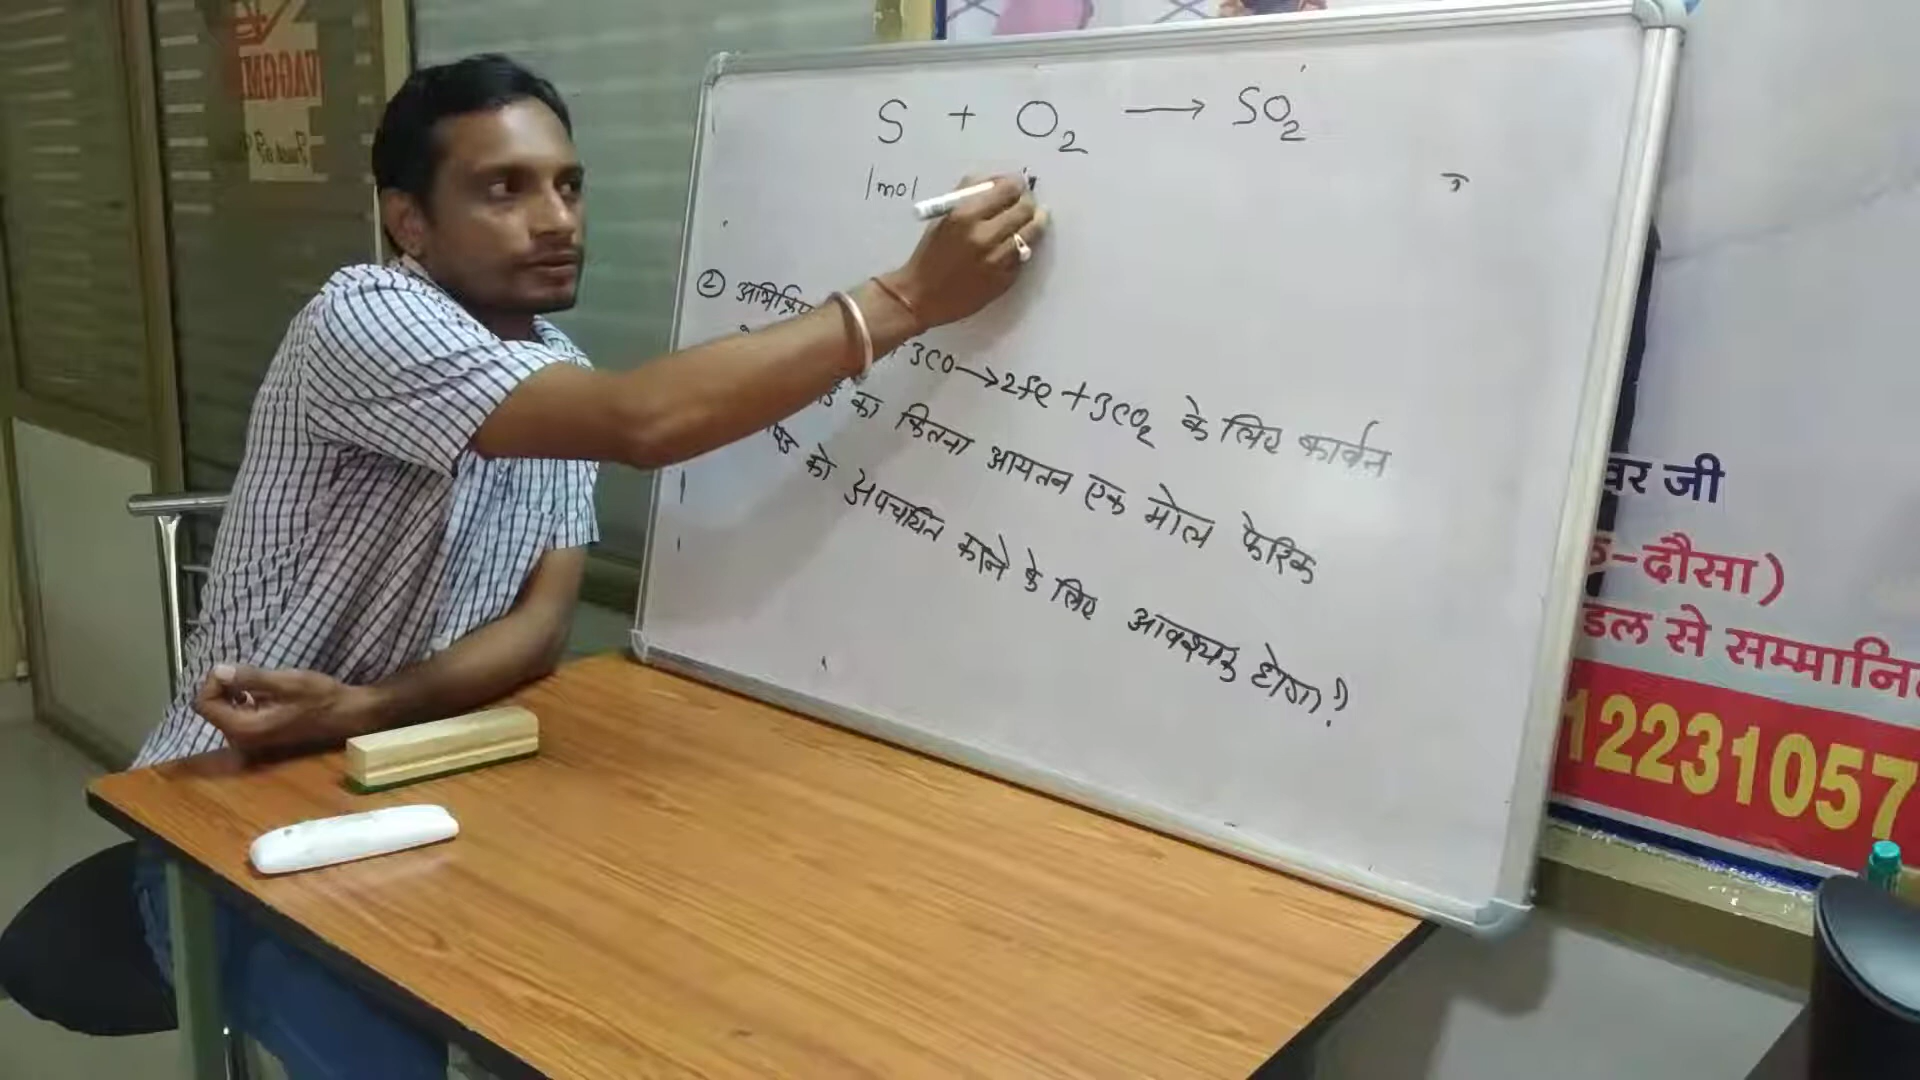 S + O₂ → SO₂
1mol
②
3CO→2Fe+3CO₂ के लिए कार्बन
का कितना आयतन एक मोल फेरिक
को अपचयित करने के लिए आवश्यक होगा?
VAGGMI
वर जी
-दौसा)
डल से सम्मानि
12231057